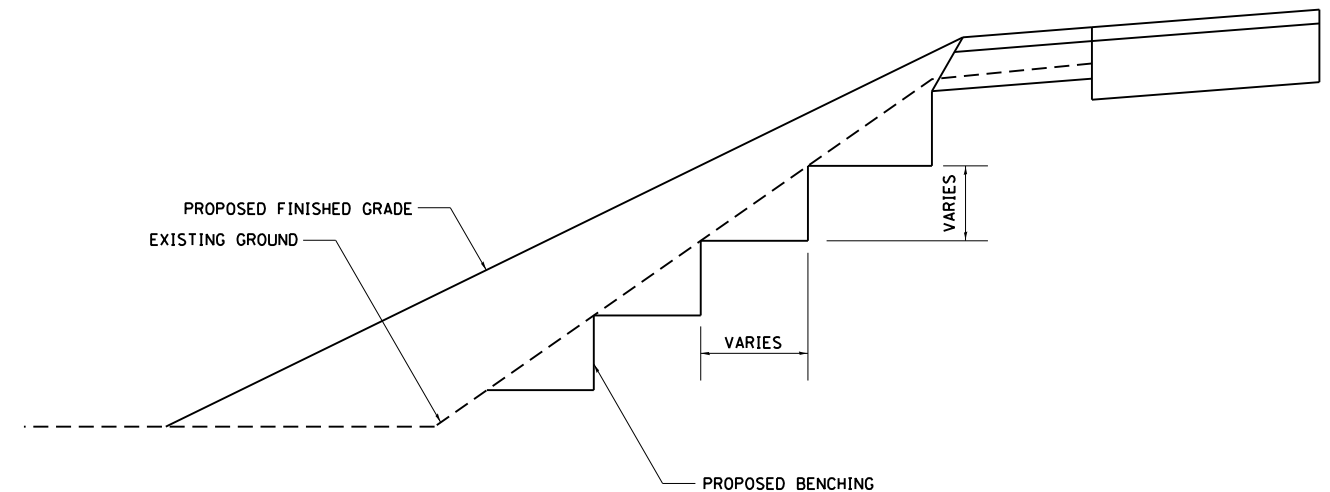 VARIES
PROPOSED FINISHED GRADE
EXISTING GROUND
VARIES
PROPOSED BENCHING